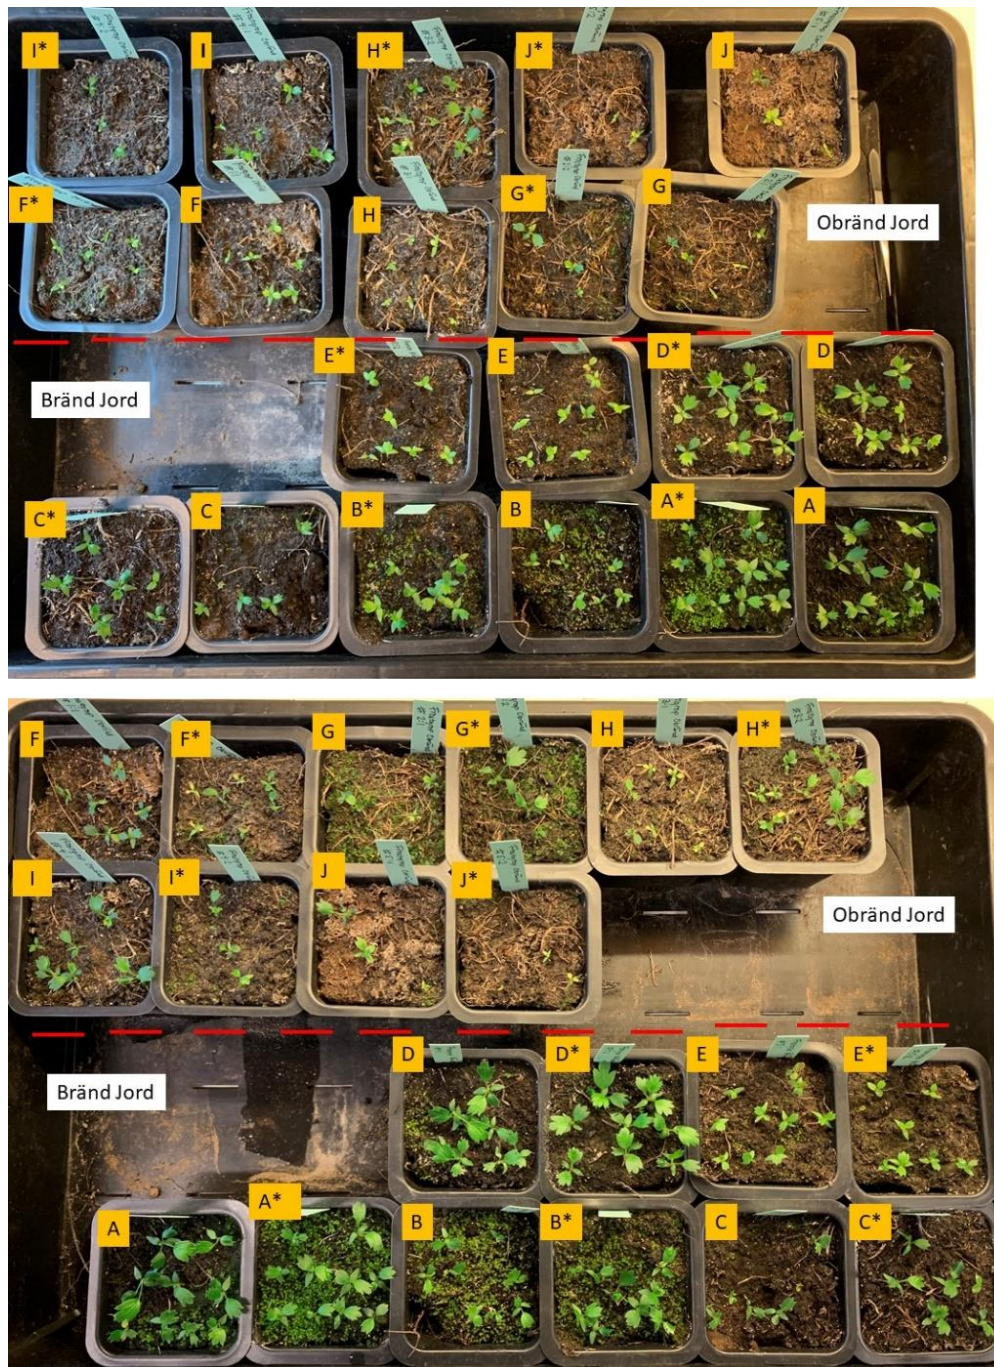 I*
I
H*
J*
J
F*
F
H
G*
G
Obränd Jord
E*
E
D*
D
Bränd Jord
C*
C
B*
B
A*
A
F
F*
G
G*
H
H*
I
I*
J
J*
Obränd Jord
D
D*
E
E*
Bränd Jord
A
A*
B
B*
C
C*